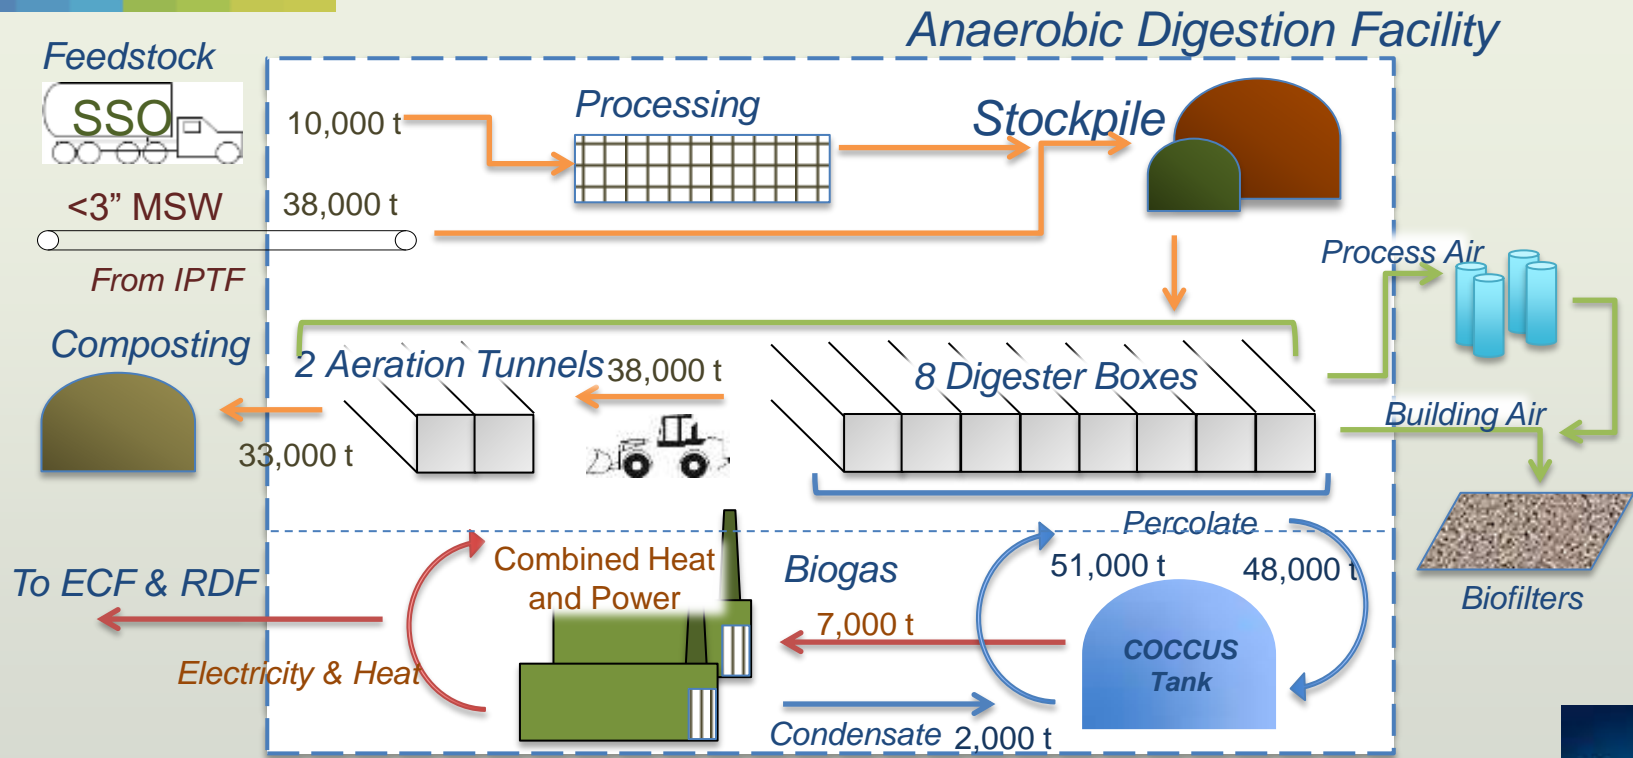 Anaerobic Digestion Facility
Feedstock
SSO
10,000 t
Processing
Stockpile
<3” MSW
38,000 t
From IPTF
Process Air
Composting
2 Aeration Tunnels
38,000 t
8 Digester Boxes
Building Air
33,000 t
Percolate
Combined Heat
and Power
Biogas
51,000 t
48,000 t
To ECF & RDF
7,000 t
Biofilters
COCCUS
Tank
Electricity & Heat
Condensate
2,000 t